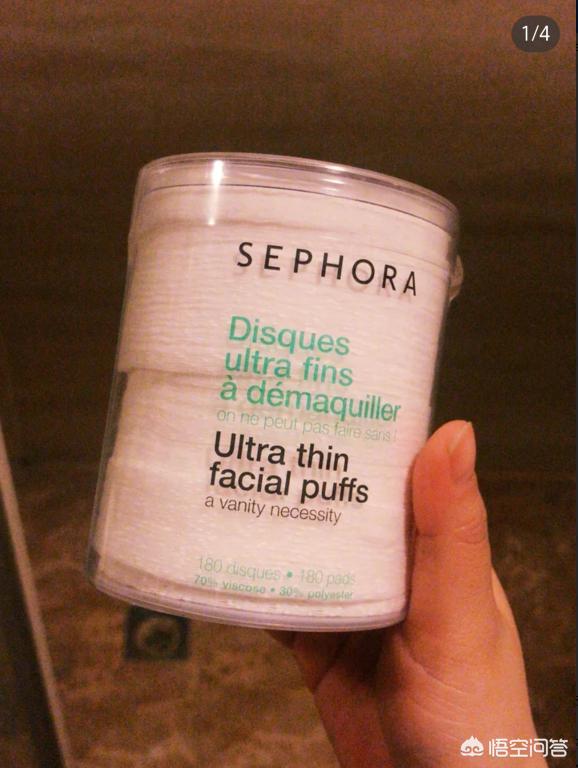 1/4
SEPHORA
Disques
ultra fins
à démaquiller
on ne peut pas faire sans !
Ultra thin
facial puffs
a vanity necessity
180 disques • 180 pads
70% viscose • 30% polyester
悟空问答